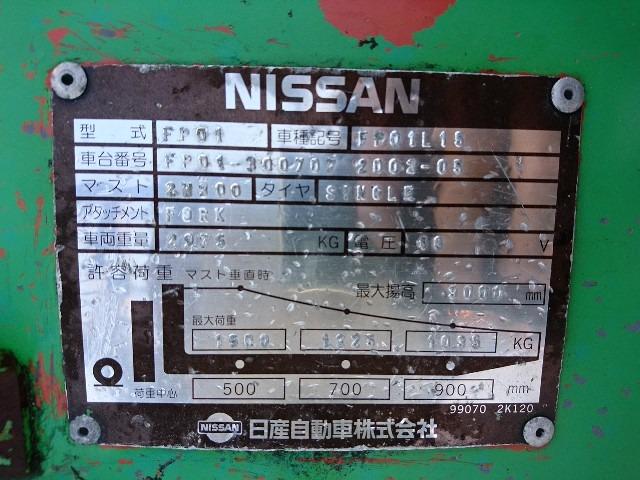 NISSAN
型式 FP01 車種記号 FP01L15
車台番号 FP01-300707 2002-05
マスト 2W300 タイヤ SINGLE
アタッチメント FORK
車両重量 KG 電圧 V
許容荷重 マスト垂直時
最大揚高 3000 mm
最大荷重
1500 1225 1035 KG
荷重中心 500 700 900 mm
99070 2K120
NISSAN 日産自動車株式会社